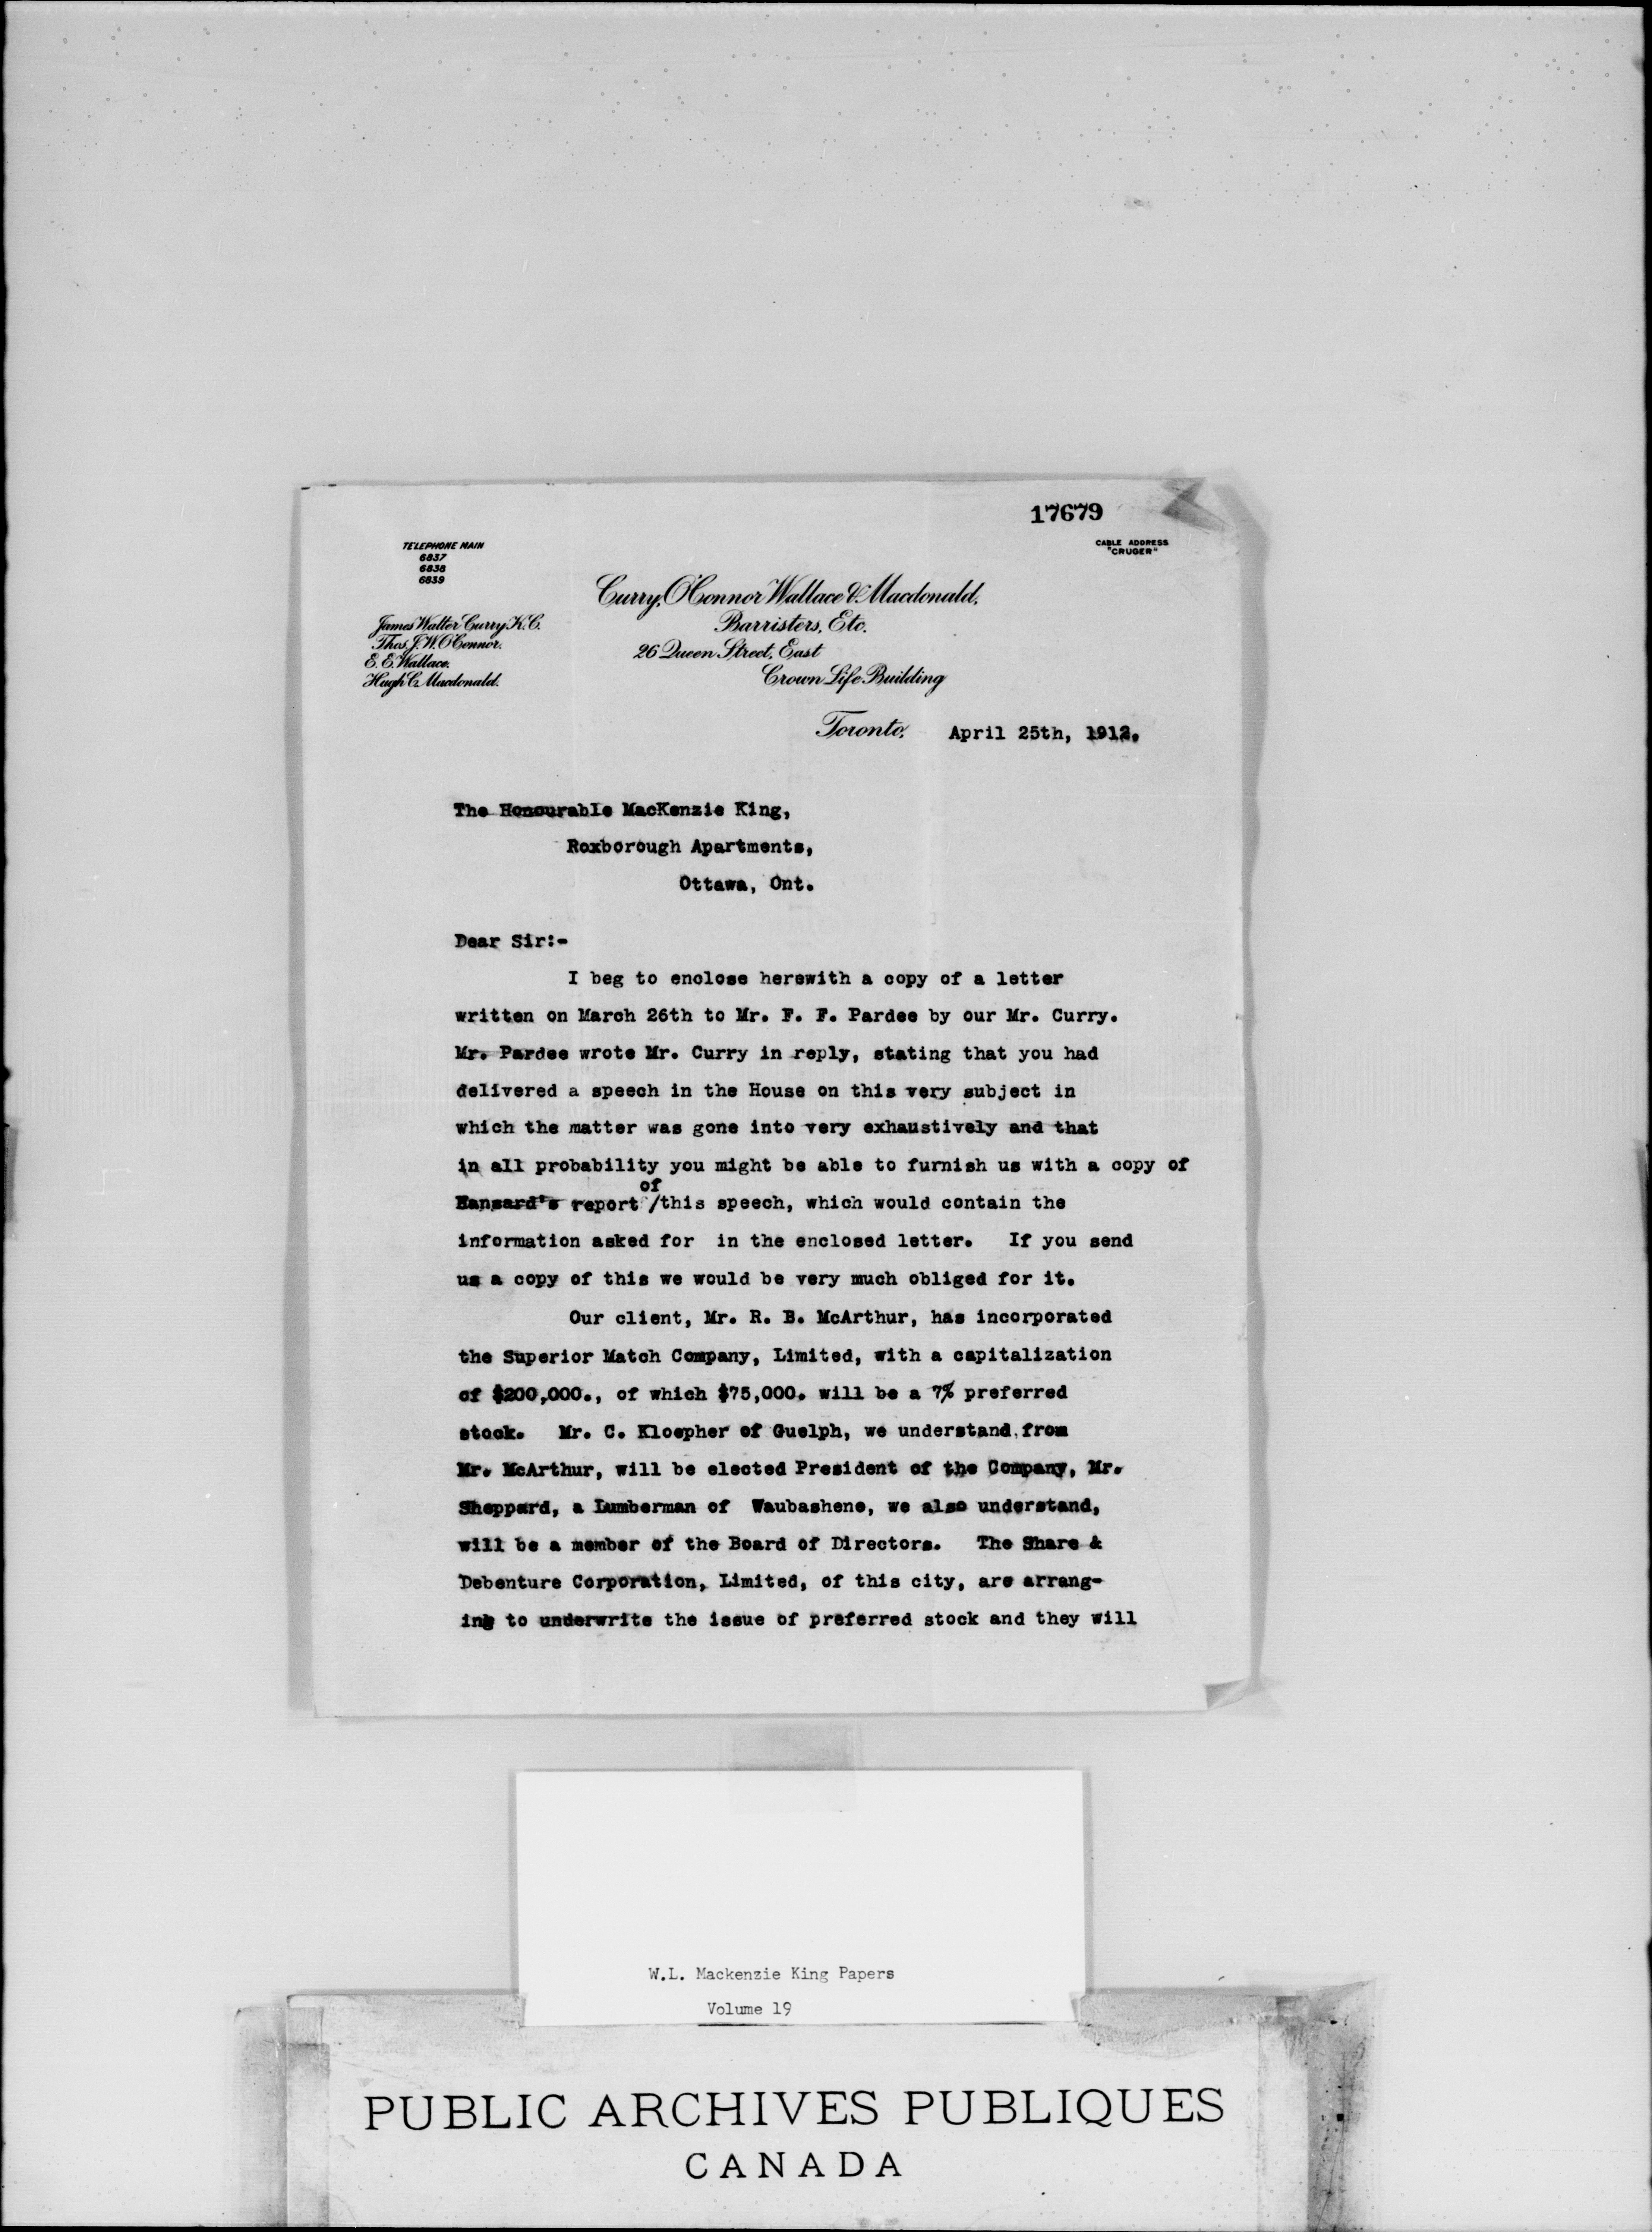 17679
TELEPHONE MAIN
6837
6838
6839
CABLE ADDRESS
"CRUGER"
Curry, O'Connor Wallace & Macdonald,
Barristers, Etc.
26 Queen Street, East
Crown Life Building
James Walter Curry, K.C.
Thos. J. W. O'Connor.
E. E. Wallace.
Hugh C. Macdonald.
Toronto, April 25th, 1912.
The Honourable MacKenzie King,
Roxborough Apartments,
Ottawa, Ont.
Dear Sir:-
I beg to enclose herewith a copy of a letter
written on March 26th to Mr. F. F. Pardee by our Mr. Curry.
Mr. Pardee wrote Mr. Curry in reply, stating that you had
delivered a speech in the House on this very subject in
which the matter was gone into very exhaustively and that
in all probability you might be able to furnish us with a copy of
of
Hansard's report /this speech, which would contain the
information asked for in the enclosed letter. If you send
us a copy of this we would be very much obliged for it.
Our client, Mr. R. B. McArthur, has incorporated
the Superior Match Company, Limited, with a capitalization
of $200,000., of which $75,000. will be a 7% preferred
stock. Mr. C. Kloepher of Guelph, we understand from
Mr. McArthur, will be elected President of the Company, Mr.
Sheppard, a Lumberman of Waubashene, we also understand,
will be a member of the Board of Directors. The Share &
Debenture Corporation, Limited, of this city, are arrang-
ing to underwrite the issue of preferred stock and they will
W.L. Mackenzie King Papers
Volume 19
PUBLIC ARCHIVES PUBLIQUES
CANADA